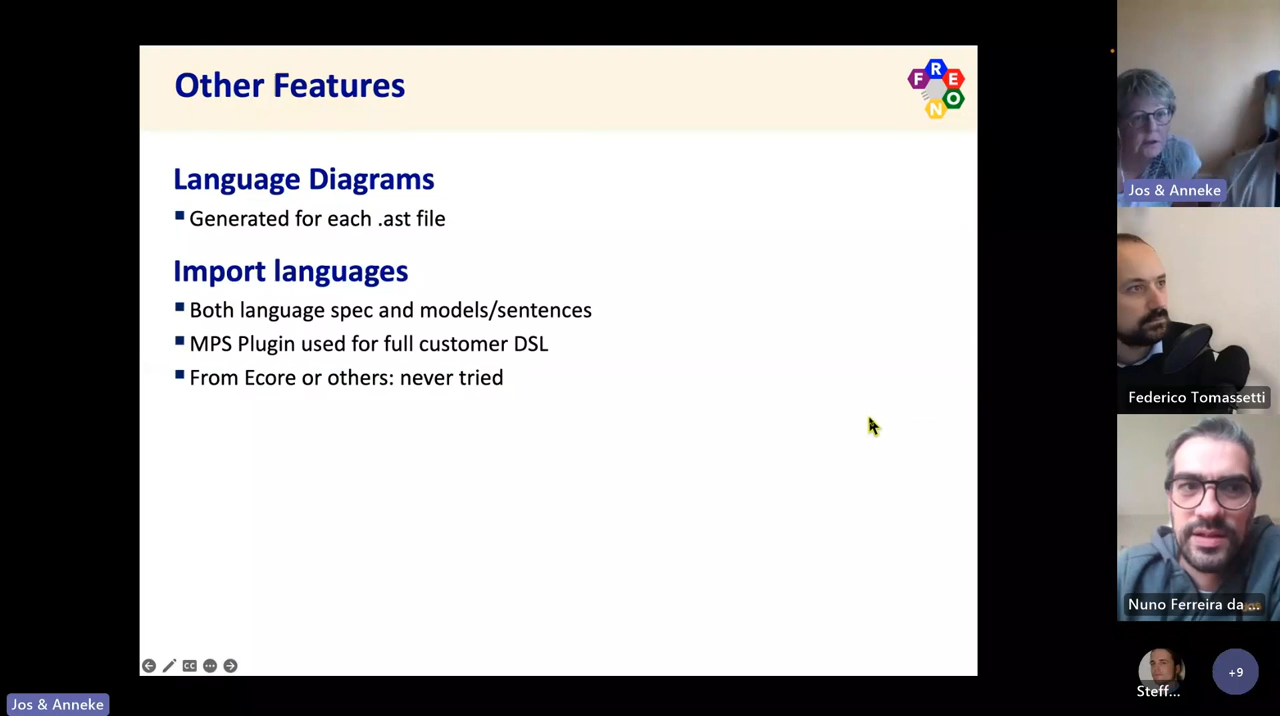 Other Features
F R E O N
Language Diagrams
Generated for each .ast file
Import languages
Both language spec and models/sentences
MPS Plugin used for full customer DSL
From Ecore or others: never tried
CC
Jos & Anneke
Jos & Anneke
Federico Tomassetti
Nuno Ferreira da ...
Steff...
+9